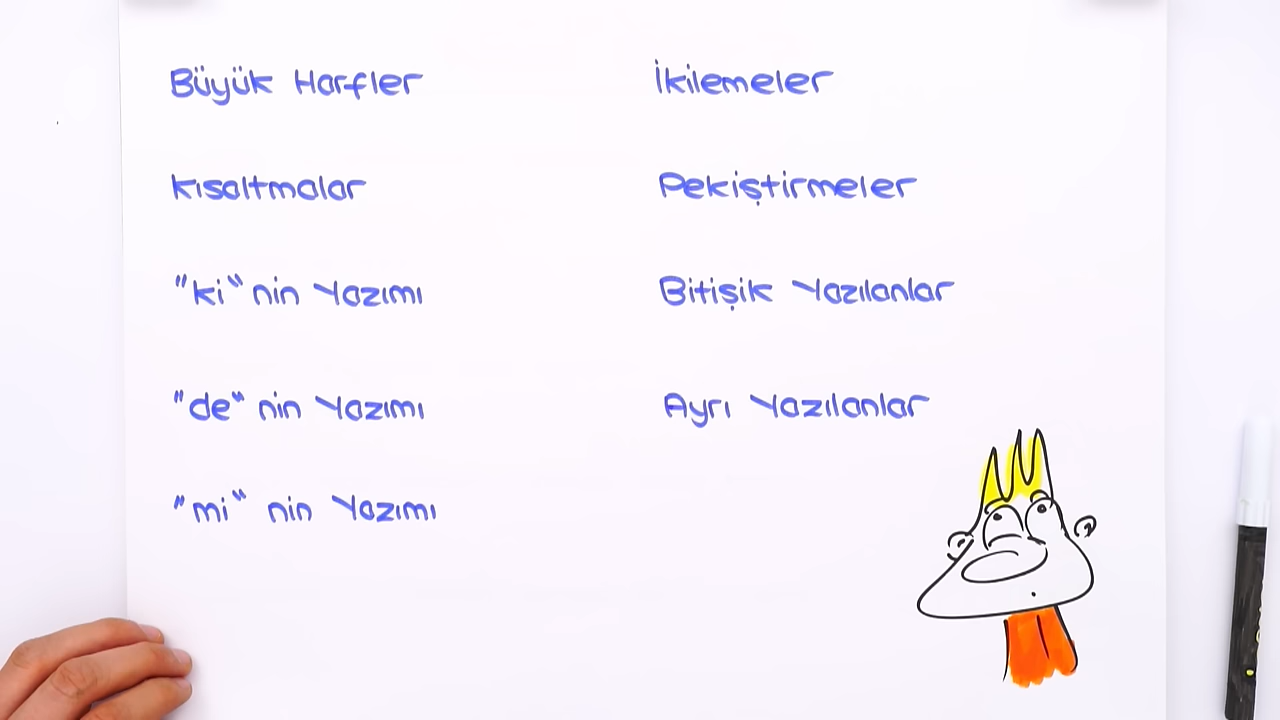 Büyük Harfler
Kısaltmalar
"ki" nin Yazımı
"de" nin Yazımı
"mi" nin Yazımı
İkilemeler
Pekiştirmeler
Bitişik Yazılanlar
Ayrı Yazılanlar